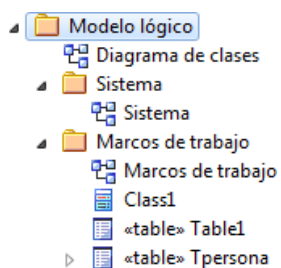 Modelo lógico
Diagrama de clases
Sistema
Sistema
Marcos de trabajo
Marcos de trabajo
Class1
«table» Table1
«table» Tpersona